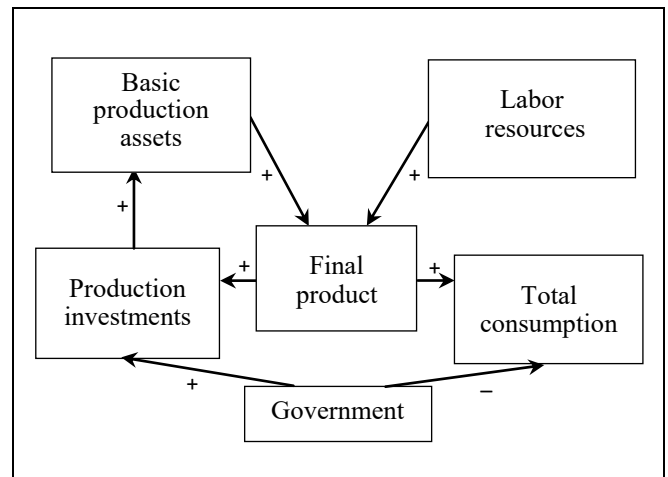 Basic
production
assets
Labor
resources
+
+
+
Final
product
+
+
Production
investments
Total
consumption
+
Government
–